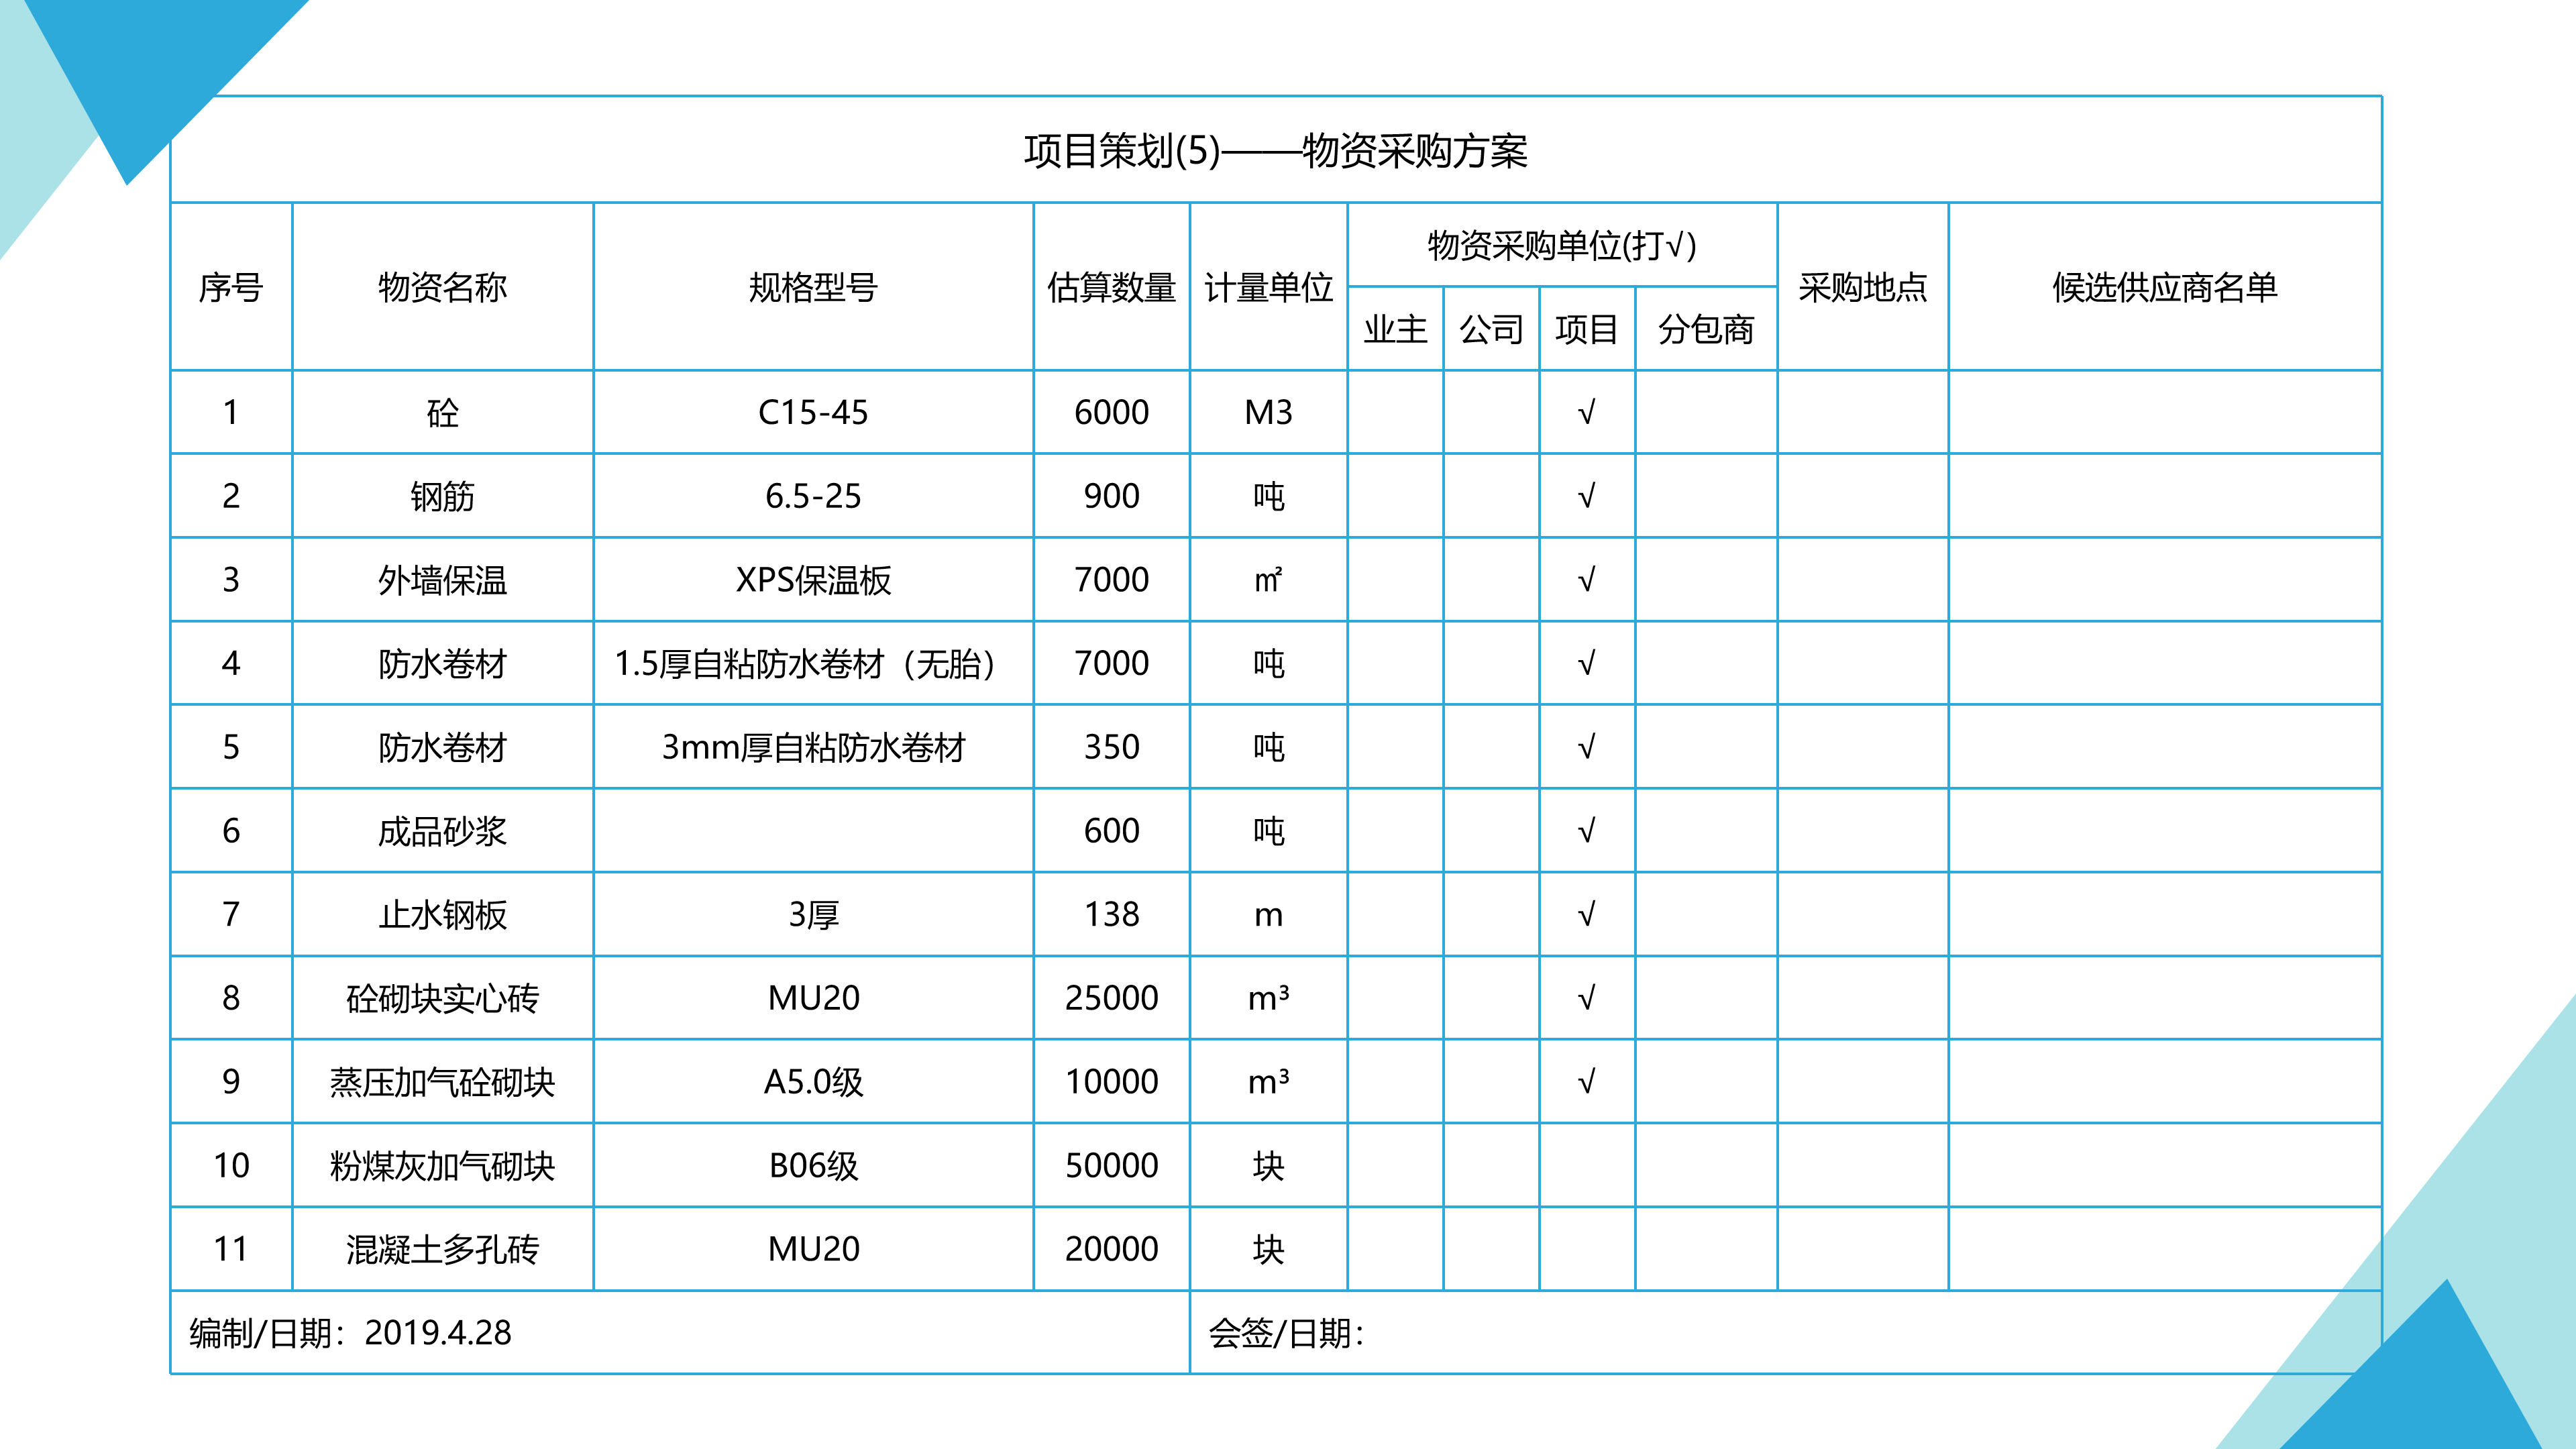 项目策划(5)——物资采购方案
序号 物资名称 规格型号 估算数量 计量单位 物资采购单位(打√) 采购地点 候选供应商名单
业主 公司 项目 分包商
1 砼 C15-45 6000 M3 √
2 钢筋 6.5-25 900 吨 √
3 外墙保温 XPS保温板 7000 ㎡ √
4 防水卷材 1.5厚自粘防水卷材（无胎） 7000 吨 √
5 防水卷材 3mm厚自粘防水卷材 350 吨 √
6 成品砂浆 600 吨 √
7 止水钢板 3厚 138 m √
8 砼砌块实心砖 MU20 25000 m³ √
9 蒸压加气砼砌块 A5.0级 10000 m³ √
10 粉煤灰加气砌块 B06级 50000 块
11 混凝土多孔砖 MU20 20000 块
编制/日期：2019.4.28 会签/日期：